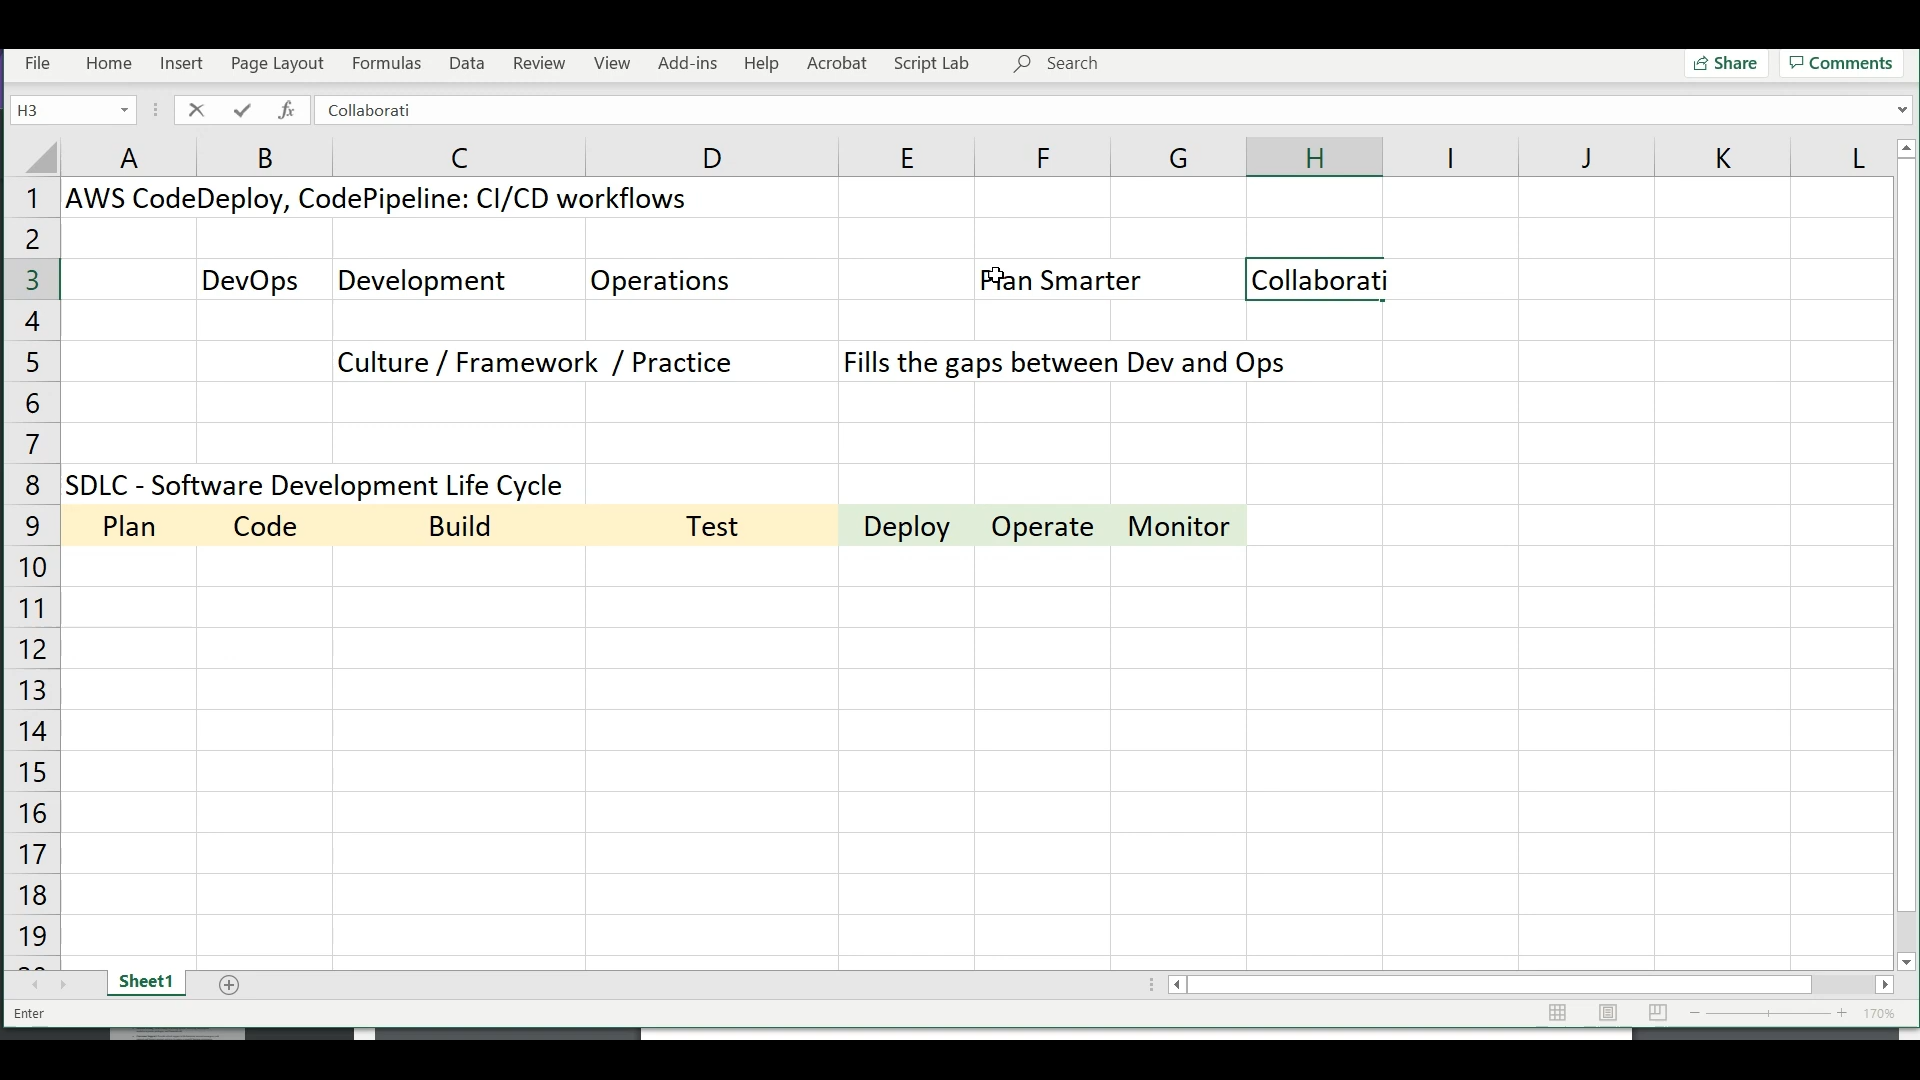 File Home Insert Page Layout Formulas Data Review View Add-ins Help Acrobat Script Lab Search Share Comments
H3 fx Collaborati
A B C D E F G H I J K L
1 AWS CodeDeploy, CodePipeline: CI/CD workflows
2
3 DevOps Development Operations Plan Smarter Collaborati
4
5 Culture / Framework / Practice Fills the gaps between Dev and Ops
6
7
8 SDLC - Software Development Life Cycle
9 Plan Code Build Test Deploy Operate Monitor
10
11
12
13
14
15
16
17
18
19
Sheet1
Enter 170%